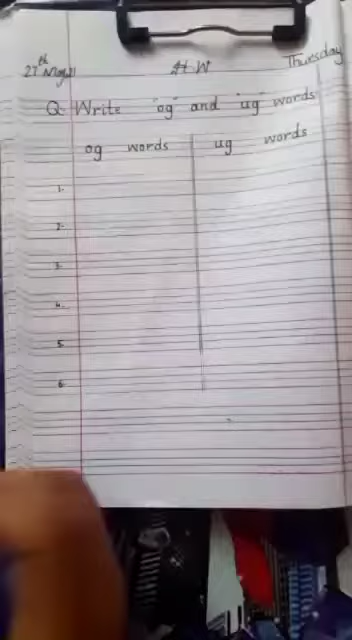 27th May 21 H.W Thursday
Q. Write "og" and "ug" words
og words ug words
1.
2.
3.
4.
5.
6.